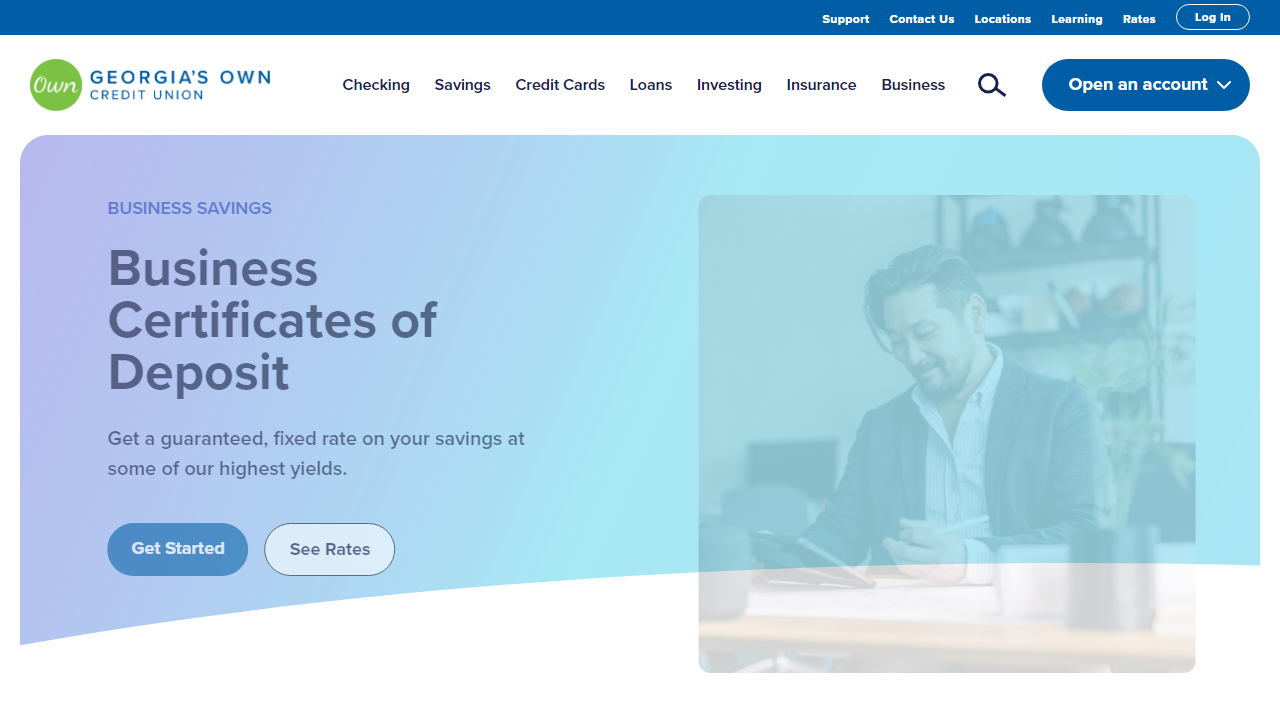 Support Contact Us Locations Learning Rates Log In
Own GEORGIA'S OWN
CREDIT UNION
Checking Savings Credit Cards Loans Investing Insurance Business Open an account
BUSINESS SAVINGS
Business
Certificates of
Deposit
Get a guaranteed, fixed rate on your savings at
some of our highest yields.
Get Started See Rates